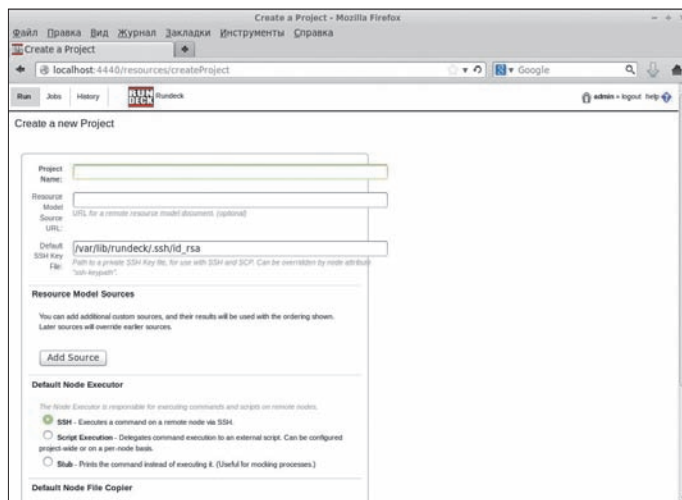 Create a Project - Mozilla Firefox
Файл Правка Вид Журнал Закладки Инструменты Справка
Create a Project
localhost:4440/resources/createProject
Google
Run Jobs History RUN DECK Rundeck
admin » logout help
Create a new Project
Project Name:
Resource Model Source URL:
URL for a remote resource model document. (optional)
Default SSH Key File:
/var/lib/rundeck/.ssh/id_rsa
Path to a private SSH Key file, for use with SSH and SCP. Can be overridden by node attribute
"ssh-keypath".
Resource Model Sources
You can add additional custom sources, and their results will be used with the ordering shown.
Later sources will override earlier sources.
Add Source
Default Node Executor
The Node Executor is responsible for executing commands and scripts on remote nodes.
SSH - Executes a command on a remote node via SSH.
Script Execution - Delegates command execution to an external script. Can be configured
project-wide or on a per-node basis.
Stub - Prints the command instead of executing it. (Useful for mocking processes.)
Default Node File Copier